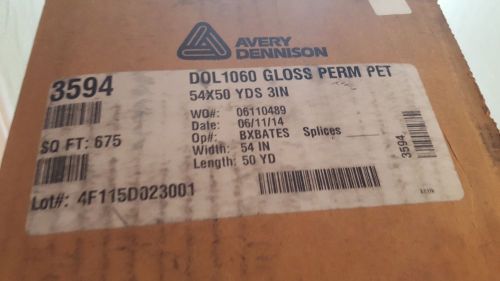 AVERY
DENNISON
3594
DOL1060 GLOSS PERM PET
54X50 YDS 3IN
WO#: 06110489
Date: 06/11/14
Op#: BXBATES Splices
Width: 54 IN
Length: 50 YD
SQ FT: 675
Lot#: 4F115D023001
3594